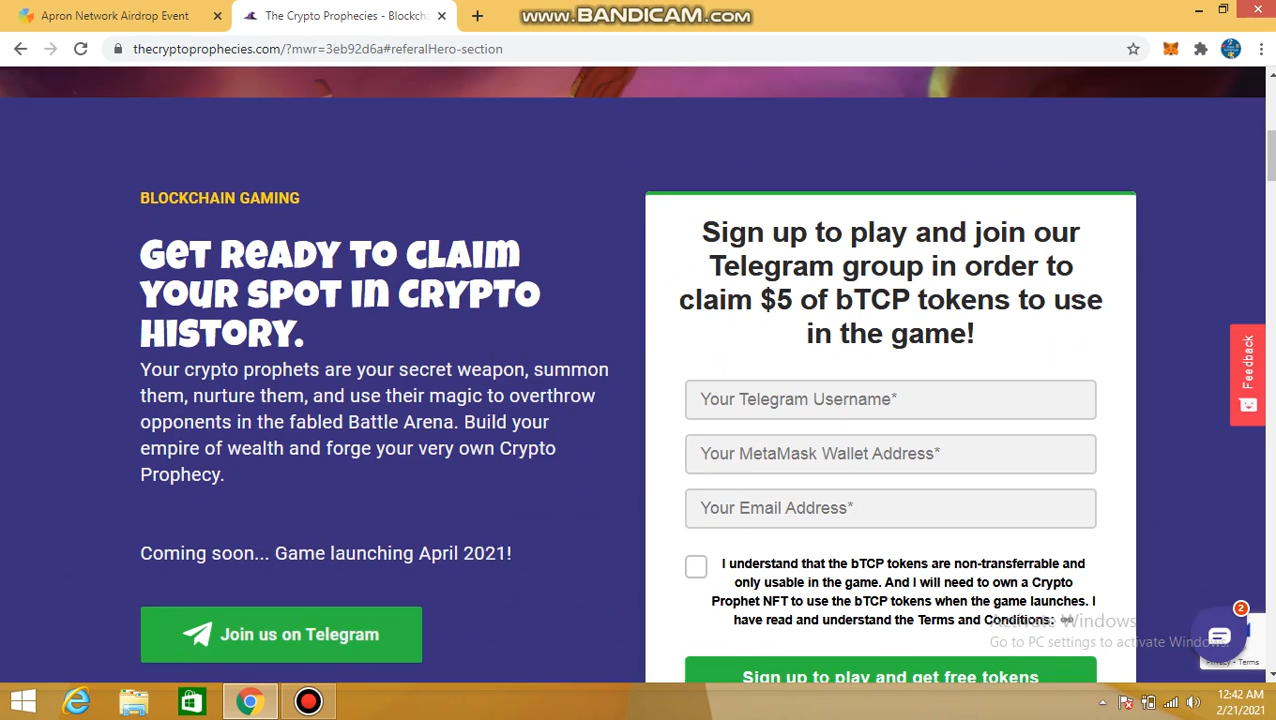 Apron Network Airdrop Event
The Crypto Prophecies - Blockcha
www.BANDICAM.com
thecryptoprophecies.com/?mwr=3eb92d6a#referalHero-section
BLOCKCHAIN GAMING
Get ready to claim
your spot in crypto
history.
Your crypto prophets are your secret weapon, summon
them, nurture them, and use their magic to overthrow
opponents in the fabled Battle Arena. Build your
empire of wealth and forge your very own Crypto
Prophecy.
Coming soon... Game launching April 2021!
Join us on Telegram
Sign up to play and join our
Telegram group in order to
claim $5 of bTCP tokens to use
in the game!
Your Telegram Username*
Your MetaMask Wallet Address*
Your Email Address*
I understand that the bTCP tokens are non-transferrable and
only usable in the game. And I will need to own a Crypto
Prophet NFT to use the bTCP tokens when the game launches. I
have read and understand the Terms and Conditions:
Sign up to play and get free tokens
Feedback
2
Activate Windows
Go to PC settings to activate Windows.
Privacy - Terms
12:42 AM
2/21/2021